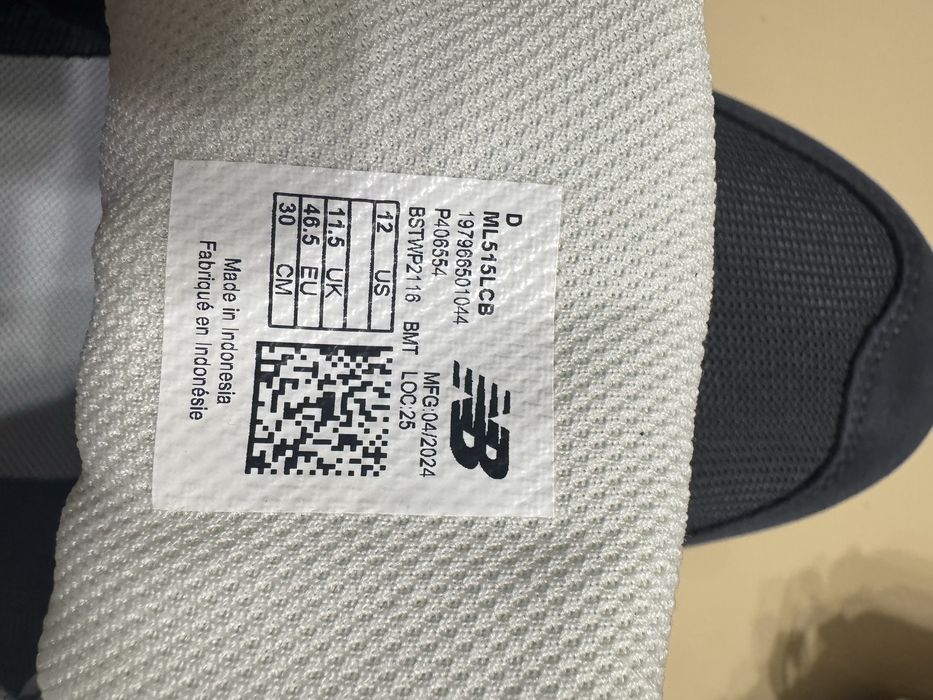 D
ML515LCB
197966501044
P406554 MFG:04/2024
BSTWP2116 BMT LOC:25
NB
12 US
11.5 UK
46.5 EU
30 CM
Made in Indonesia
Fabriqué en Indonésie